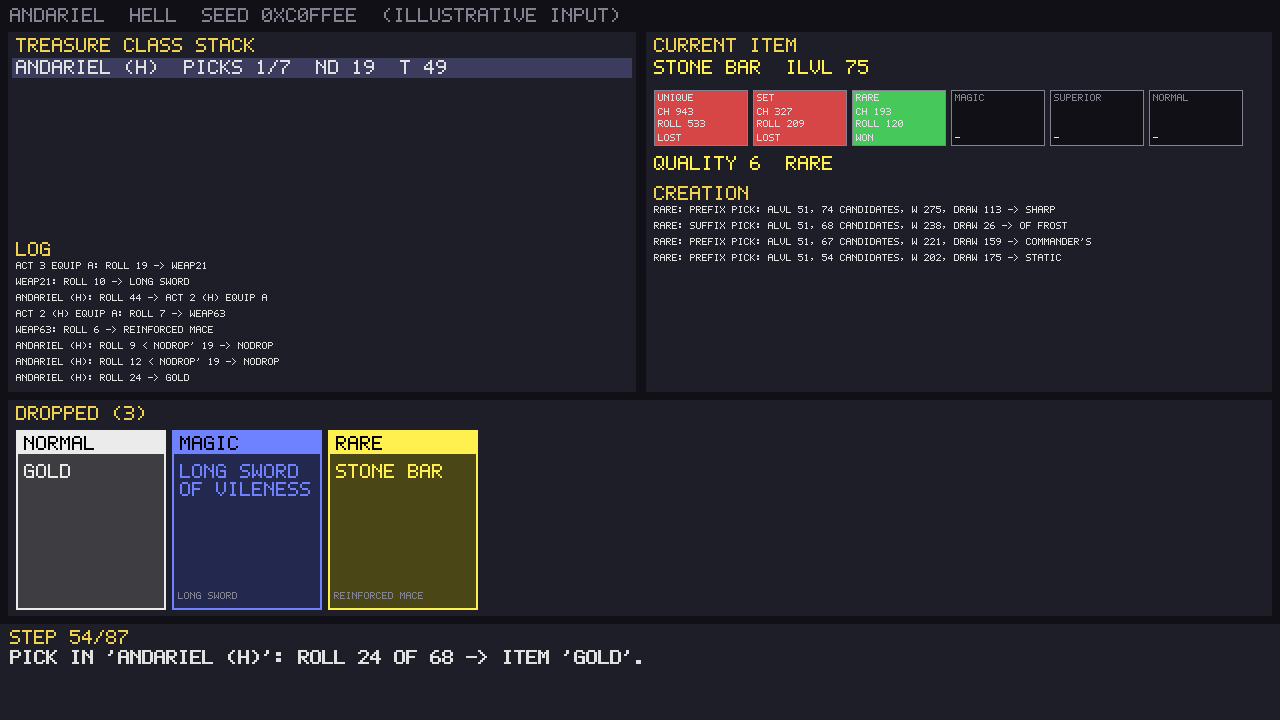 ANDARIEL  HELL  SEED 0XC0FFEE  (ILLUSTRATIVE INPUT)
TREASURE CLASS STACK
ANDARIEL (H)  PICKS 1/7  ND 19  T 49
LOG
ACT 3 EQUIP A: ROLL 19 -> WEAP21
WEAP21: ROLL 10 -> LONG SWORD
ANDARIEL (H): ROLL 44 -> ACT 2 (H) EQUIP A
ACT 2 (H) EQUIP A: ROLL 7 -> WEAP63
WEAP63: ROLL 6 -> REINFORCED MACE
ANDARIEL (H): ROLL 9 < NODROP' 19 -> NODROP
ANDARIEL (H): ROLL 12 < NODROP' 19 -> NODROP
ANDARIEL (H): ROLL 24 -> GOLD
CURRENT ITEM
STONE BAR  ILVL 75
UNIQUE
CH 943
ROLL 533
LOST
SET
CH 327
ROLL 209
LOST
RARE
CH 193
ROLL 120
WON
MAGIC
-
SUPERIOR
-
NORMAL
-
QUALITY 6  RARE
CREATION
RARE: PREFIX PICK: ALVL 51, 74 CANDIDATES, W 275, DRAW 113 -> SHARP
RARE: SUFFIX PICK: ALVL 51, 68 CANDIDATES, W 238, DRAW 26 -> OF FROST
RARE: PREFIX PICK: ALVL 51, 67 CANDIDATES, W 221, DRAW 159 -> COMMANDER'S
RARE: PREFIX PICK: ALVL 51, 54 CANDIDATES, W 202, DRAW 175 -> STATIC
DROPPED (3)
NORMAL
GOLD
MAGIC
LONG SWORD
OF VILENESS
LONG SWORD
RARE
STONE BAR
REINFORCED MACE
STEP 54/87
PICK IN 'ANDARIEL (H)': ROLL 24 OF 68 -> ITEM 'GOLD'.